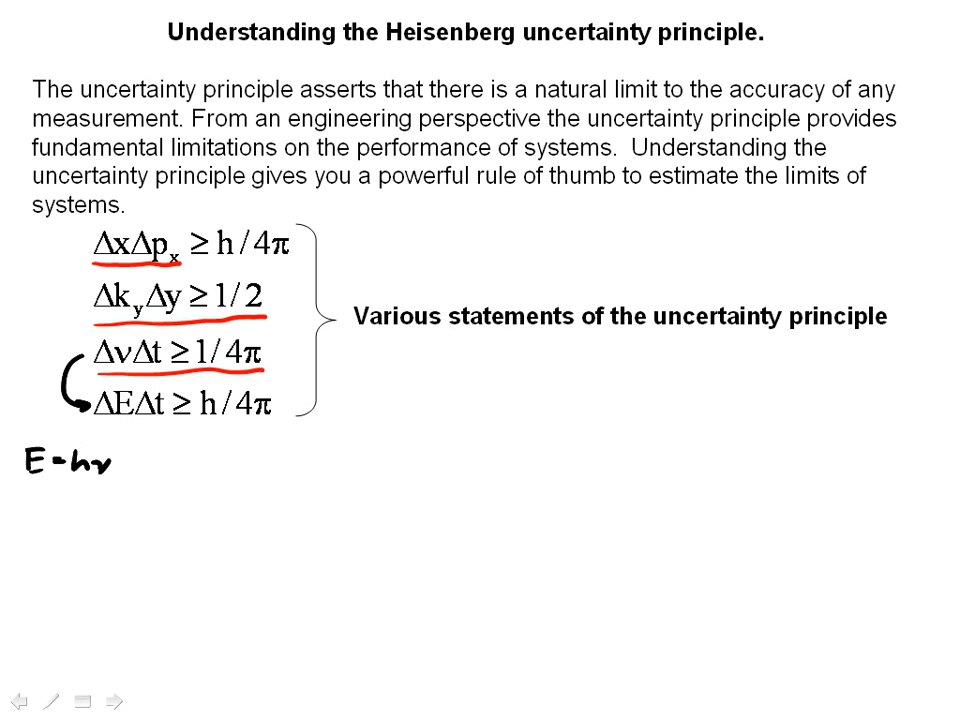 Understanding the Heisenberg uncertainty principle.
The uncertainty principle asserts that there is a natural limit to the accuracy of any
measurement. From an engineering perspective the uncertainty principle provides
fundamental limitations on the performance of systems.  Understanding the
uncertainty principle gives you a powerful rule of thumb to estimate the limits of
systems.
ΔxΔpₓ ≥ h/4π
Δk_yΔy ≥ 1/2
Various statements of the uncertainty principle
ΔνΔt ≥ 1/4π
ΔEΔt ≥ h/4π
E = hν